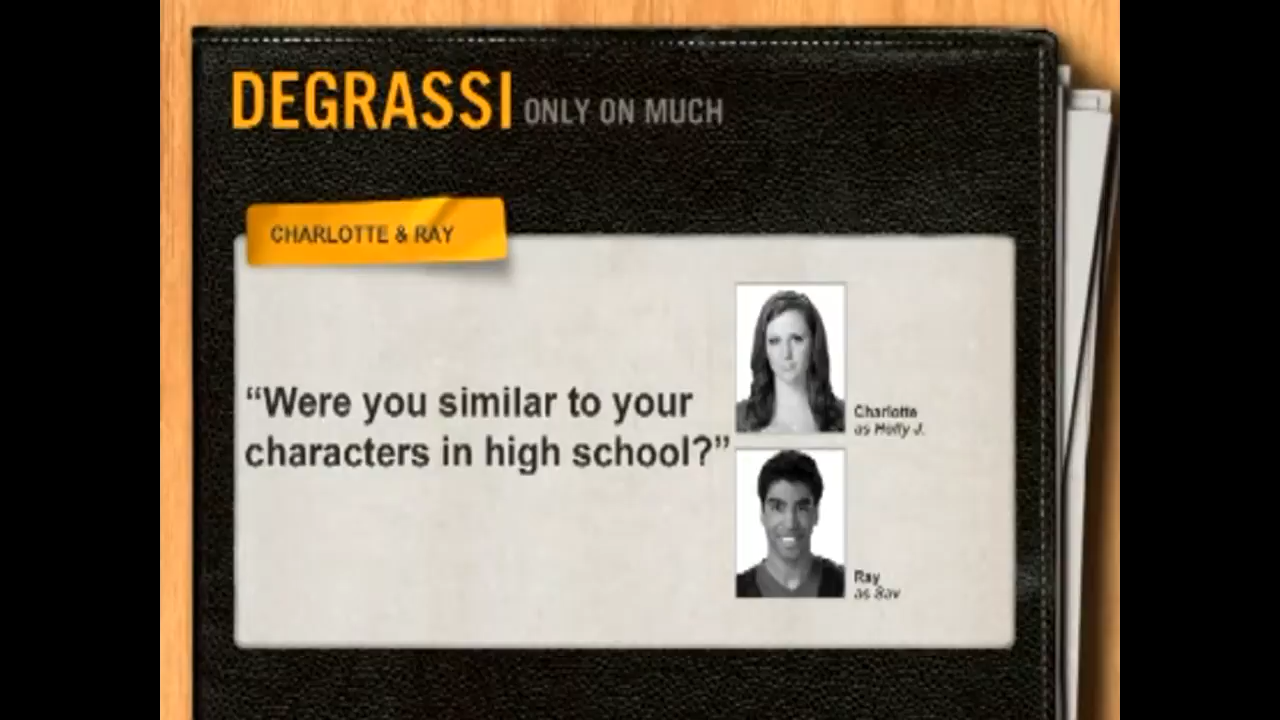 DEGRASSI ONLY ON MUCH
CHARLOTTE & RAY
“Were you similar to your
characters in high school?”
Charlotte
as Holly J.
Ray
as Sav